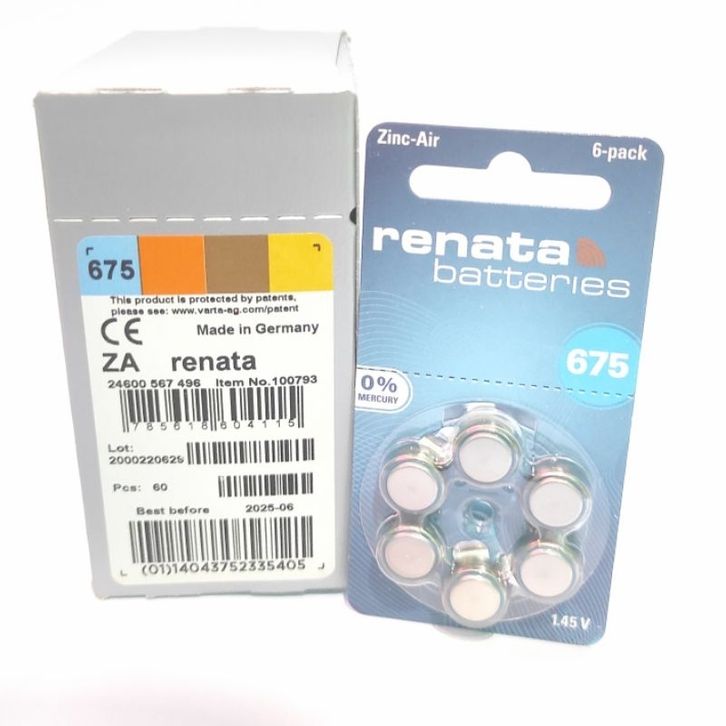 675
This product is protected by patents,
please see: www.varta-ag.com/patent
CE
Made in Germany
ZA renata
24600 567 496 Item No.100793
785618604115
Lot:
2000220629
Pcs: 60
Best before 2025-06
(01)14043752335405
Zinc-Air
6-pack
renata
batteries
675
0%
MERCURY
1.45 V